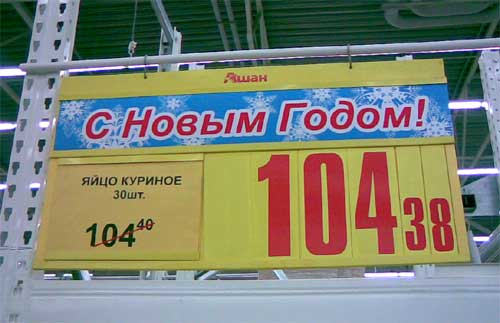 Ашан
С Новым Годом!
ЯЙЦО КУРИНОЕ
30шт.
104 40
104 38